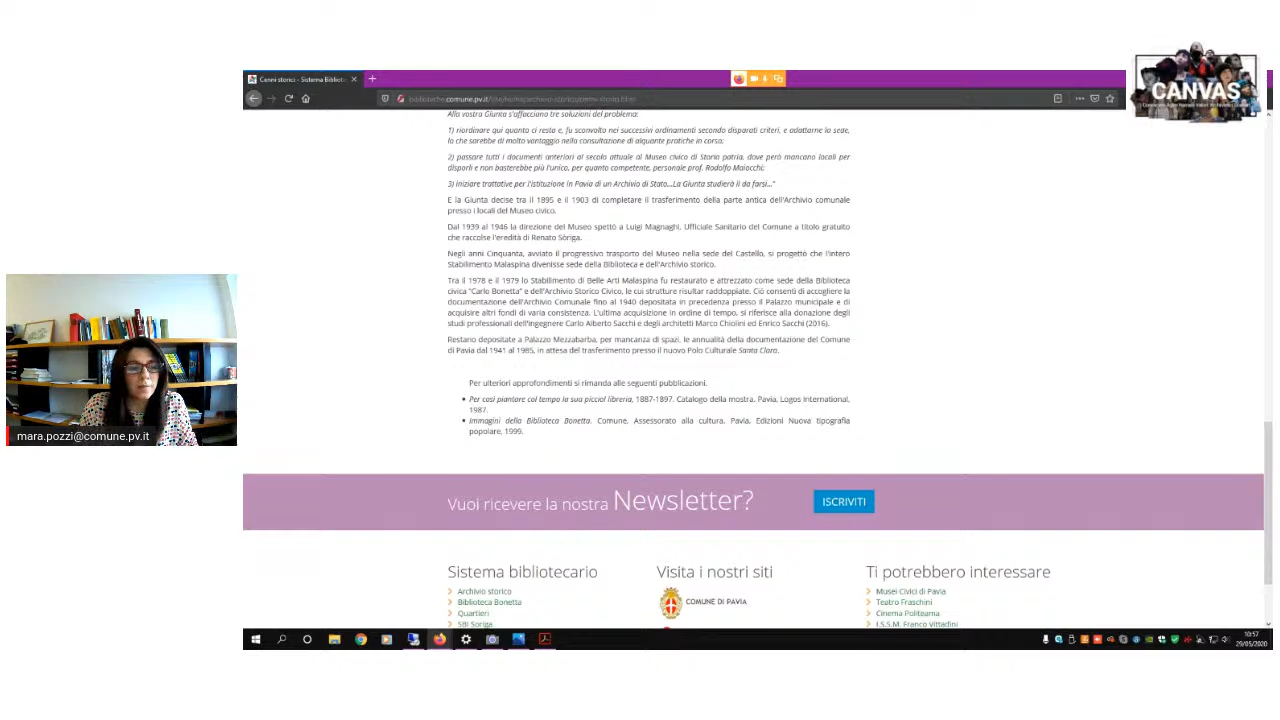 Cenni storici - Sistema Bibliote
CANVAS
biblioteche.comune.pv.it
Alla vostra Giunta s'affacciano tre soluzioni del problema:
1) riordinare qui quanto ci resta e, fu sconvolto nei successivi ordinamenti secondo disparati criteri, e adattarne la sede,
lo che sarebbe di molto vantaggio nella consultazione di alquante pratiche in corso;
2) passare tutti i documenti anteriori al secolo attuale al Museo civico di Storia patria, dove però mancano locali per
disporli e non basterebbe più l'unico, per quanto competente, personale prof. Rodolfo Maiocchi;
3) iniziare trattative per l'istituzione in Pavia di un Archivio di Stato...La Giunta studierà il da farsi..."
E la Giunta decise tra il 1895 e il 1903 di completare il trasferimento della parte antica dell'Archivio comunale
presso i locali del Museo civico.
Dal 1939 al 1946 la direzione del Museo spettò a Luigi Magnaghi, Ufficiale Sanitario del Comune a titolo gratuito
che raccolse l'eredità di Renato Sòriga.
Negli anni Cinquanta, avviato il progressivo trasporto del Museo nella sede del Castello, si progettò che l'intero
Stabilimento Malaspina divenisse sede della Biblioteca e dell'Archivio storico.
Tra il 1978 e il 1979 lo Stabilimento di Belle Arti Malaspina fu restaurato e attrezzato come sede della Biblioteca
civica "Carlo Bonetta" e dell'Archivio Storico Civico, le cui strutture risultar raddoppiate. Ciò consentì di accogliere la
documentazione dell'Archivio Comunale fino al 1940 depositata in precedenza presso il Palazzo municipale e di
acquisire altri fondi di varia consistenza. L'ultima acquisizione in ordine di tempo, si riferisce alla donazione degli
studi professionali dell'ingegnere Carlo Alberto Sacchi e degli architetti Marco Chiolini ed Enrico Sacchi (2016).
Restano depositate a Palazzo Mezzabarba, per mancanza di spazi, le annualità della documentazione del Comune
di Pavia dal 1941 al 1985, in attesa del trasferimento presso il nuovo Polo Culturale Santa Clara.
Per ulteriori approfondimenti si rimanda alle seguenti pubblicazioni.
Per cosi piantare col tempo la sua picciol libreria, 1887-1897. Catalogo della mostra. Pavia, Logos International,
1987.
Immagini della Biblioteca Bonetta. Comune, Assessorato alla cultura, Pavia, Edizioni Nuova tipografia
popolare, 1999.
mara.pozzi@comune.pv.it
Vuoi ricevere la nostra Newsletter?
ISCRIVITI
Sistema bibliotecario
Archivio storico
Biblioteca Bonetta
Quartieri
SBI Soriga
Visita i nostri siti
COMUNE DI PAVIA
Ti potrebbero interessare
Musei Civici di Pavia
Teatro Fraschini
Cinema Politeama
I.S.S.M. Franco Vittadini
10:57
29/05/2020